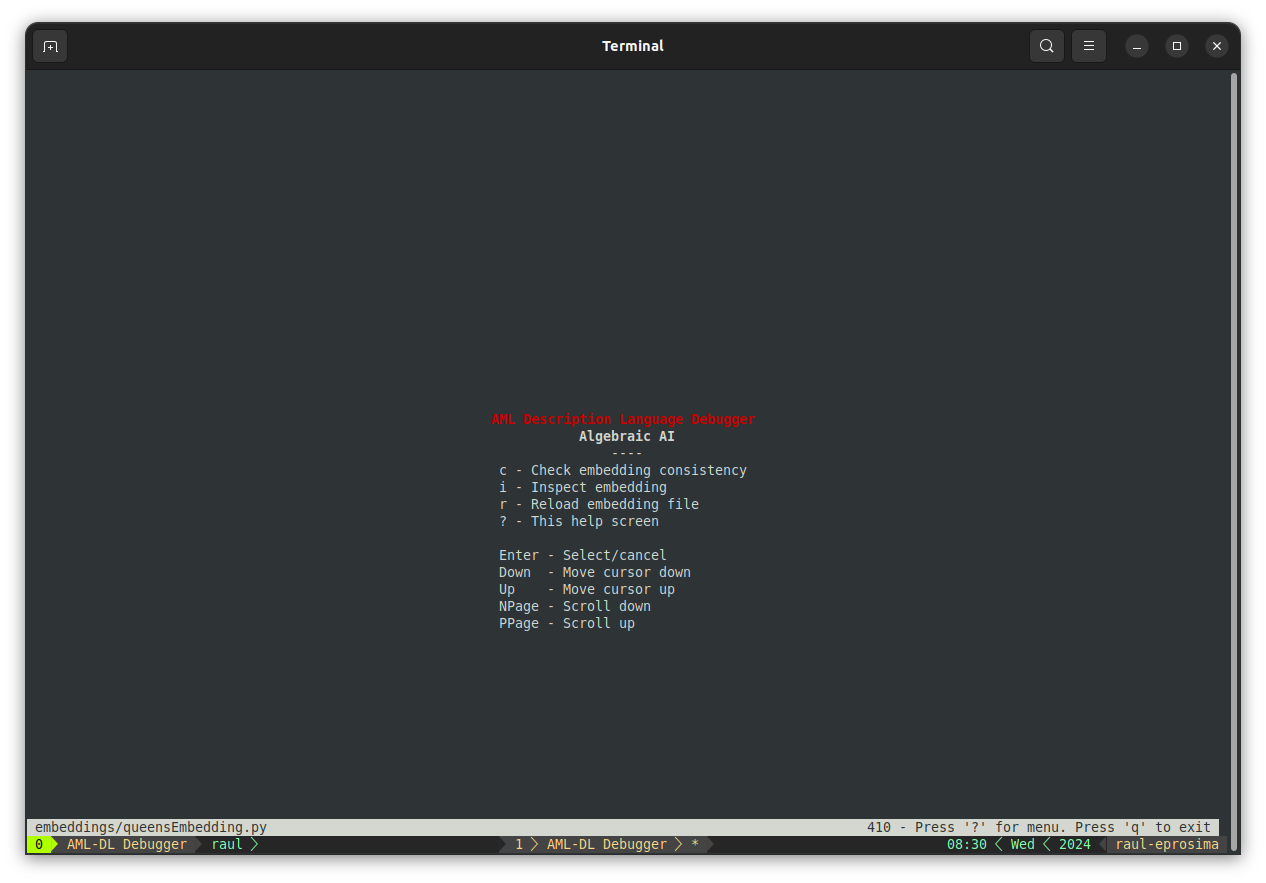 Terminal
AML Description Language Debugger
Algebraic AI
----
c - Check embedding consistency
i - Inspect embedding
r - Reload embedding file
? - This help screen
Enter - Select/cancel
Down  - Move cursor down
Up    - Move cursor up
NPage - Scroll down
PPage - Scroll up
embeddings/queensEmbedding.py 410 - Press '?' for menu. Press 'q' to exit
0 AML-DL Debugger raul 1 AML-DL Debugger * 08:30 Wed 2024 raul-eprosima